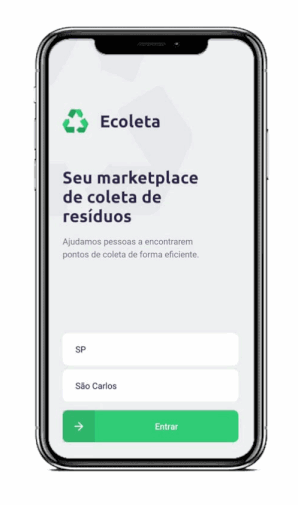 Ecoleta
Seu marketplace
de coleta de
resíduos
Ajudamos pessoas a encontrarem
pontos de coleta de forma eficiente.
SP
São Carlos
Entrar